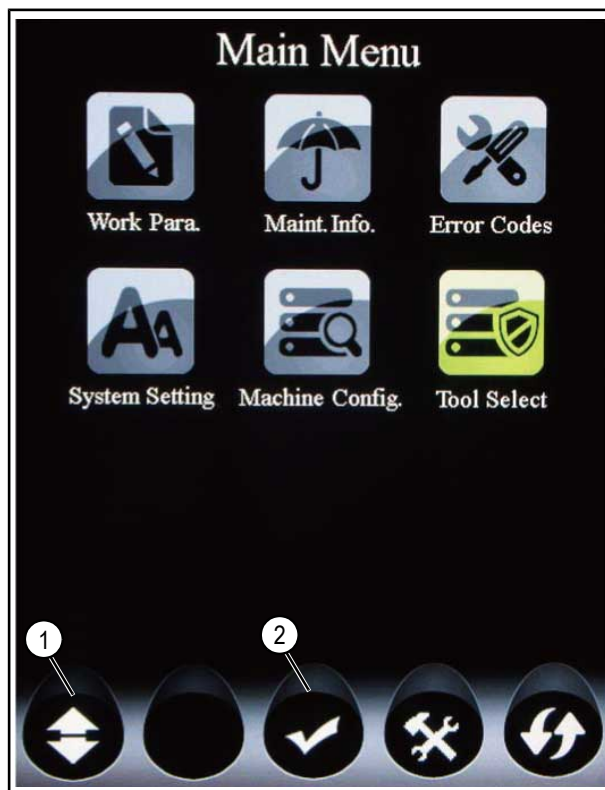 Main Menu
Work Para. Maint. Info. Error Codes
System Setting Machine Config. Tool Select
1 2